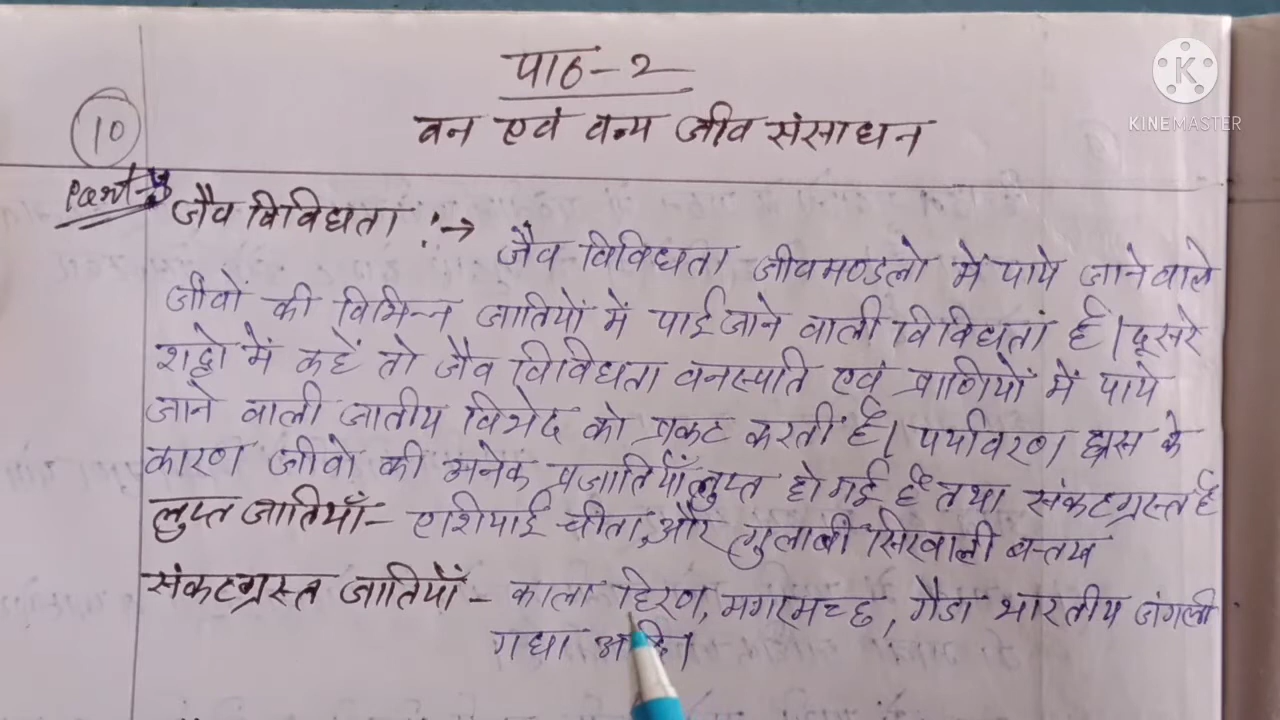 पाठ-२
वन एवं वन्य जीव संसाधन
10
Part-3
जैव विविधता :→
जैव विविधता जीवमण्डलो में पाये जाने वाले
जीवों की विभिन्न जातियों में पाई जाने वाली विविधता है। दूसरे
शब्दो में कहें तो जैव विविधता वनस्पति एवं प्राणियों में पाये
जाने वाली जातीय विभेद को प्रकट करती है। पर्यावरण ह्रास के
कारण जीवो की अनेक प्रजातियाँ लुप्त हो गई है तथा संकटग्रस्त है
लुप्त जातियाँ - एशियाई चीता, और गुलाबी सिरवाली बत्तख
संकटग्रस्त जातियाँ - काला हिरण, मगरमच्छ, गैडा भारतीय जंगली
गधा आदि।
KINEMASTER